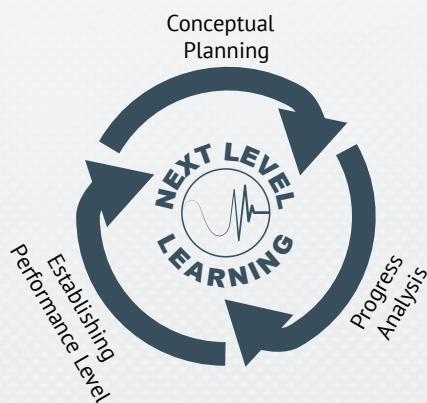 Conceptual
Planning
NEXT LEVEL
LEARNING
Progress
Analysis
Establishing
Performance Level